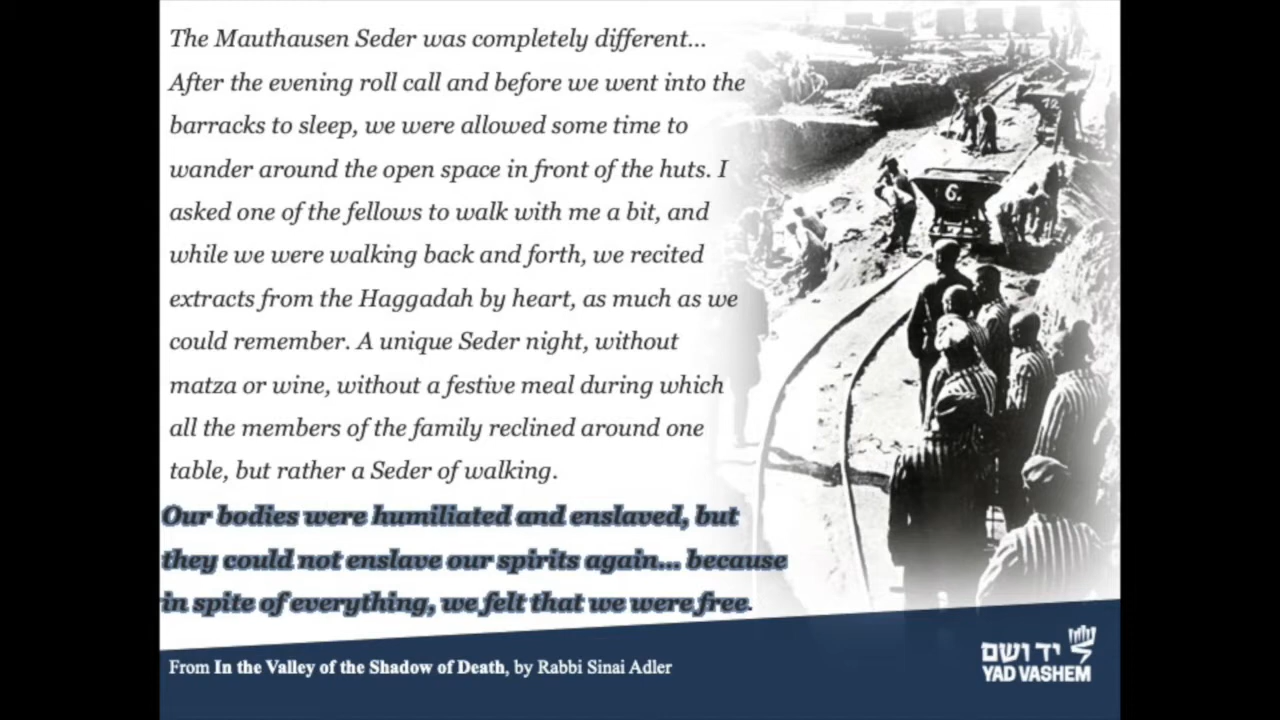 The Mauthausen Seder was completely different...
After the evening roll call and before we went into the
barracks to sleep, we were allowed some time to
wander around the open space in front of the huts. I
asked one of the fellows to walk with me a bit, and
while we were walking back and forth, we recited
extracts from the Haggadah by heart, as much as we
could remember. A unique Seder night, without
matza or wine, without a festive meal during which
all the members of the family reclined around one
table, but rather a Seder of walking.
Our bodies were humiliated and enslaved, but
they could not enslave our spirits again... because
in spite of everything, we felt that we were free.
From In the Valley of the Shadow of Death, by Rabbi Sinai Adler
יד ושם
YAD VASHEM
6.